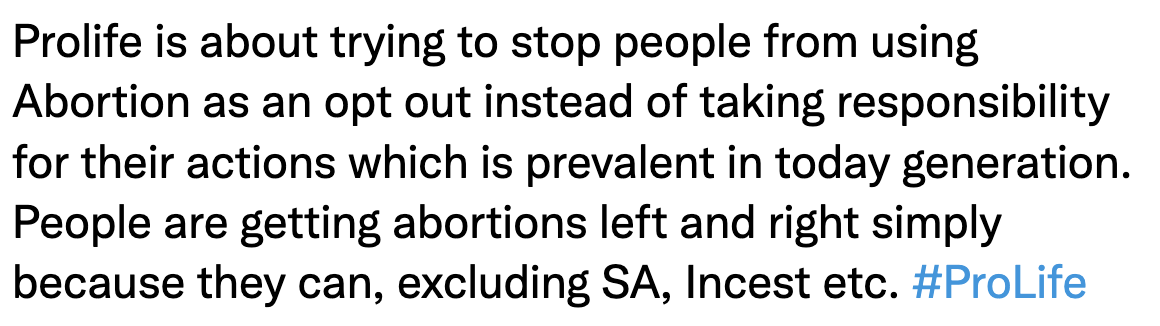 Prolife is about trying to stop people from using
Abortion as an opt out instead of taking responsibility
for their actions which is prevalent in today generation.
People are getting abortions left and right simply
because they can, excluding SA, Incest etc. #ProLife